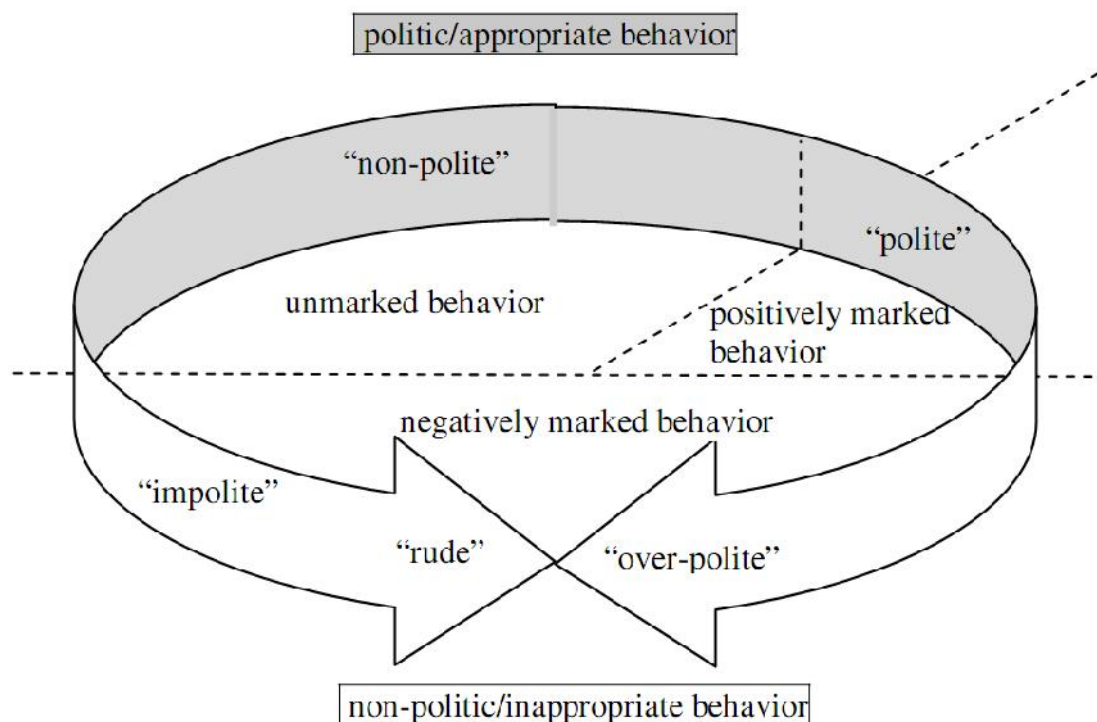 politic/appropriate behavior
“non-polite”
“polite”
unmarked behavior
positively marked
behavior
negatively marked behavior
“impolite”
“rude”
“over-polite”
non-politic/inappropriate behavior